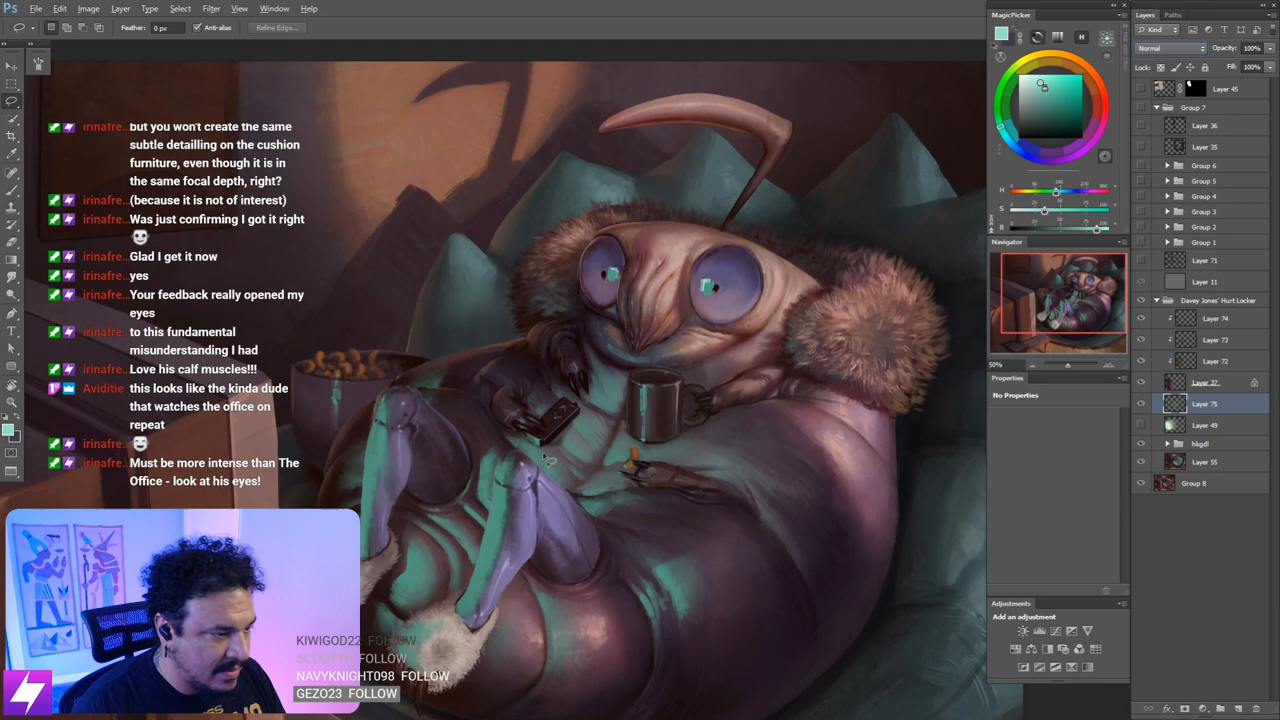 Ps File Edit Image Layer Type Select Filter View Window Help
Feather: 0 px Anti-alias Refine Edge...
irinafre.. but you won't create the same
subtle detailling on the cushion
furniture, even though it is in
the same focal depth, right?
irinafre.. (because it is not of interest)
irinafre.. Was just confirming I got it right
irinafre.. Glad I get it now
irinafre.. yes
irinafre.. Your feedback really opened my
eyes
irinafre.. to this fundamental
misunderstanding I had
irinafre.. Love his calf muscles!!!
Aviditie this looks like the kinda dude
that watches the office on
repeat
irinafre..
irinafre.. Must be more intense than The
Office - look at his eyes!
KIWIGOD22 FOLLOW
FOLLOW
NAVYKNIGHT098 FOLLOW
GEZO23 FOLLOW
MagicPicker
H
H
S
B
Navigator
50%
Properties
No Properties
Adjustments
Add an adjustment
Layers Paths
Kind
Normal Opacity: 100%
Lock: Fill: 100%
Layer 45
Group 7
Layer 36
Layer 35
Group 6
Group 5
Group 4
Group 3
Group 2
Group 1
Layer 71
Layer 11
Davey Jones' Hurt Locker
Layer 74
Layer 73
Layer 72
Layer 37
Layer 75
Layer 49
hkgdl
Layer 55
Group 8
fx